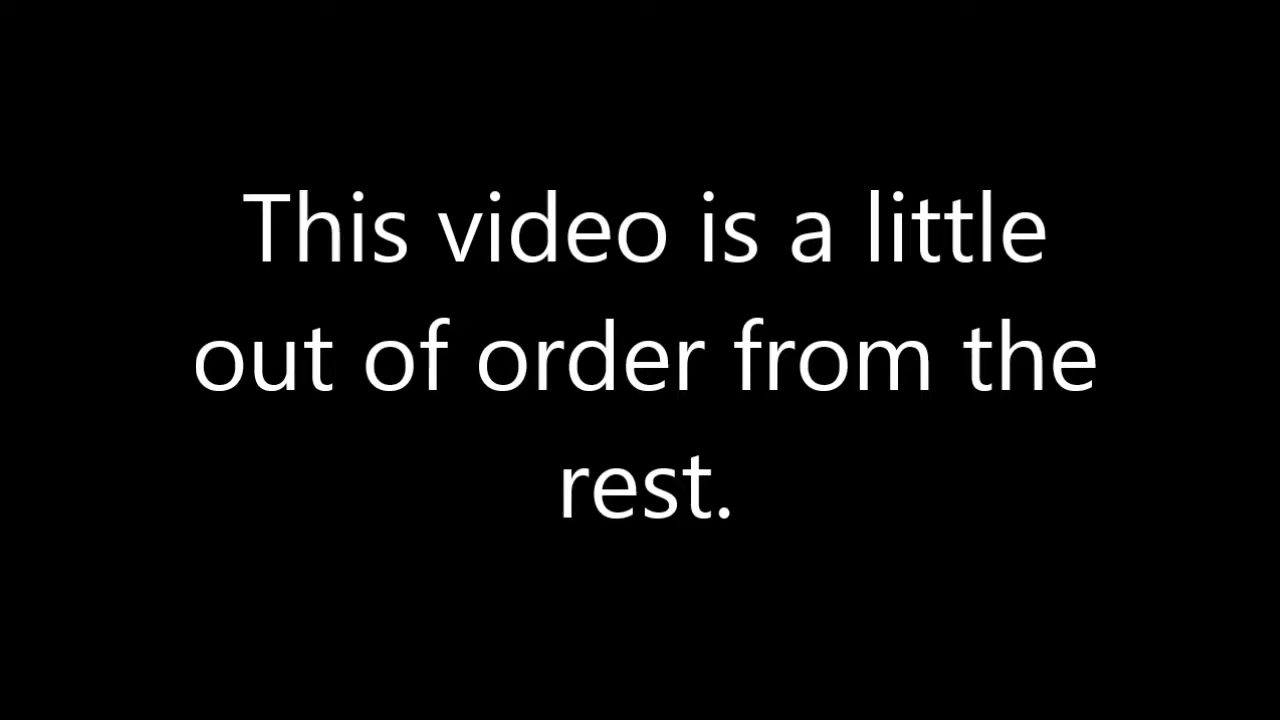 This video is a little
out of order from the
rest.